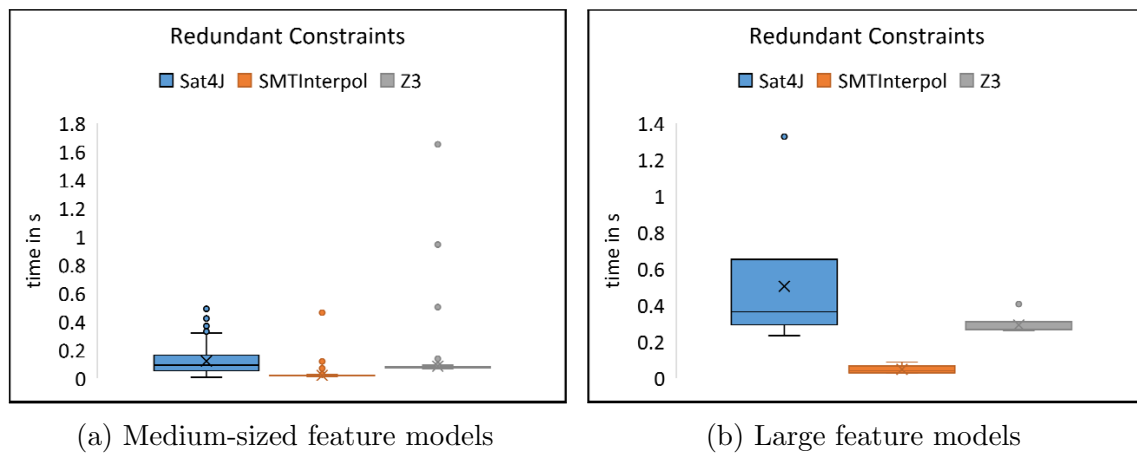 Redundant Constraints
Sat4J SMTInterpol Z3
time in s
1.8
1.6
1.4
1.2
1
0.8
0.6
0.4
0.2
0
(a) Medium-sized feature models
Redundant Constraints
Sat4J SMTInterpol Z3
time in s
1.4
1.2
1
0.8
0.6
0.4
0.2
0
(b) Large feature models